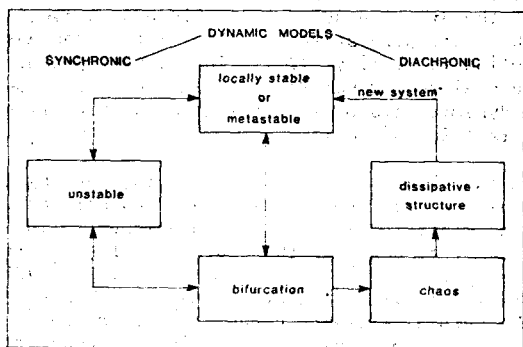 DYNAMIC MODELS
SYNCHRONIC
DIACHRONIC
locally stable
or
metastable
"new system"
unstable
dissipative
structure
bifurcation
chaos